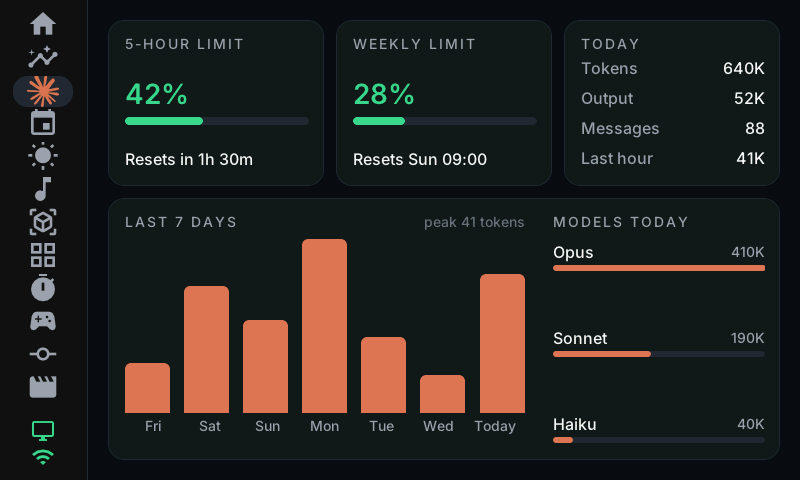 5-HOUR LIMIT
42%
Resets in 1h 30m
WEEKLY LIMIT
28%
Resets Sun 09:00
TODAY
Tokens 640K
Output 52K
Messages 88
Last hour 41K
LAST 7 DAYS peak 41 tokens
Fri Sat Sun Mon Tue Wed Today
MODELS TODAY
Opus 410K
Sonnet 190K
Haiku 40K